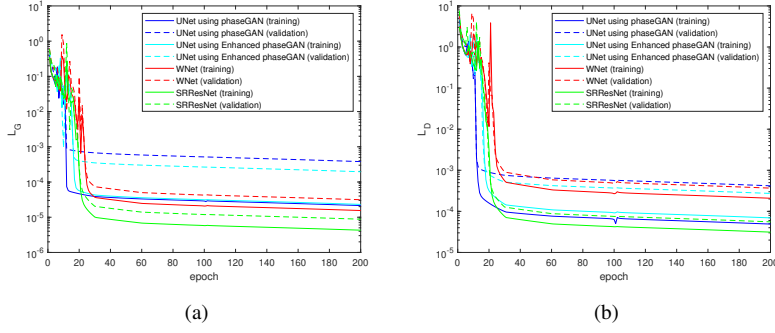 10^1
10^0
10^-1
10^-2
10^-3
10^-4
10^-5
10^-6
L_G
0 20 40 60 80 100 120 140 160 180 200
epoch
UNet using phaseGAN (training)
UNet using phaseGAN (validation)
UNet using Enhanced phaseGAN (training)
UNet using Enhanced phaseGAN (validation)
WNet (training)
WNet (validation)
SRResNet (training)
SRResNet (validation)
(a)
10^1
10^0
10^-1
10^-2
10^-3
10^-4
10^-5
L_D
0 20 40 60 80 100 120 140 160 180 200
epoch
UNet using phaseGAN (training)
UNet using phaseGAN (validation)
UNet using Enhanced phaseGAN (training)
UNet using Enhanced phaseGAN (validation)
WNet (training)
WNet (validation)
SRResNet (training)
SRResNet (validation)
(b)